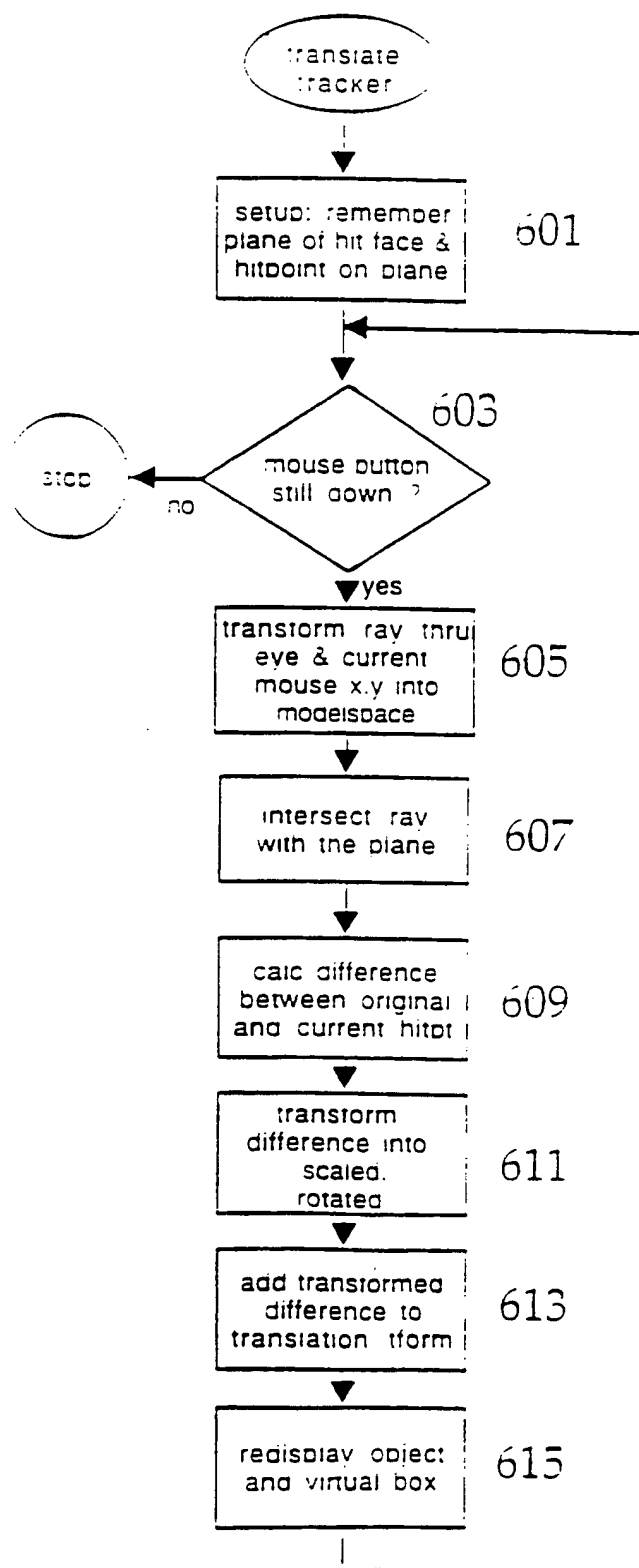 translate
tracker
setup: remember
plane of hit face &
hitpoint on plane
601
603
mouse button
still down ?
stop
no
yes
transform ray thru
eye & current
mouse x,y into
modelspace
605
intersect ray
with the plane
607
calc difference
between original
and current hitpt
609
transform
difference into
scaled,
rotated
611
add transformed
difference to
translation tform
613
redisplay object
and virtual box
615